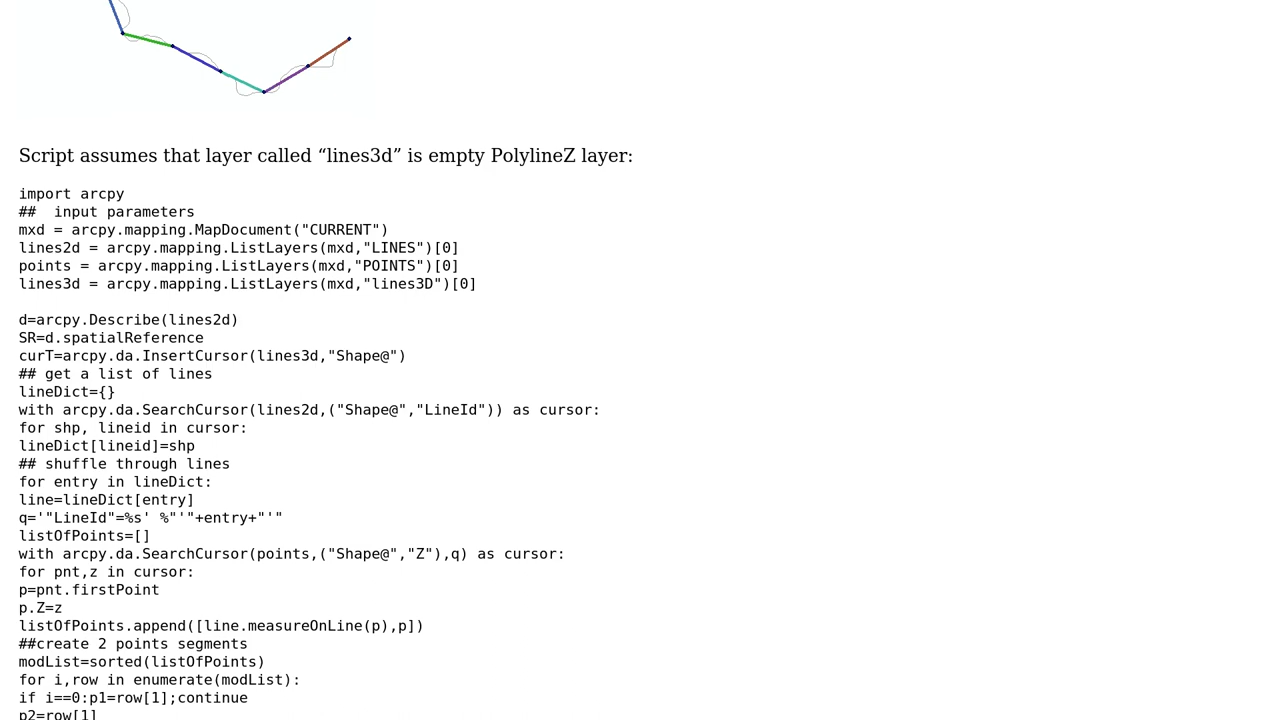 Script assumes that layer called “lines3d” is empty PolylineZ layer:
import arcpy
##  input parameters
mxd = arcpy.mapping.MapDocument("CURRENT")
lines2d = arcpy.mapping.ListLayers(mxd,"LINES")[0]
points = arcpy.mapping.ListLayers(mxd,"POINTS")[0]
lines3d = arcpy.mapping.ListLayers(mxd,"lines3D")[0]
d=arcpy.Describe(lines2d)
SR=d.spatialReference
curT=arcpy.da.InsertCursor(lines3d,"Shape@")
## get a list of lines
lineDict={}
with arcpy.da.SearchCursor(lines2d,("Shape@","LineId")) as cursor:
for shp, lineid in cursor:
lineDict[lineid]=shp
## shuffle through lines
for entry in lineDict:
line=lineDict[entry]
q='"LineId"=%s' %"'"+entry+"'"
listOfPoints=[]
with arcpy.da.SearchCursor(points,("Shape@","Z"),q) as cursor:
for pnt,z in cursor:
p=pnt.firstPoint
p.Z=z
listOfPoints.append([line.measureOnLine(p),p])
##create 2 points segments
modList=sorted(listOfPoints)
for i,row in enumerate(modList):
if i==0:p1=row[1];continue
p2=row[1]